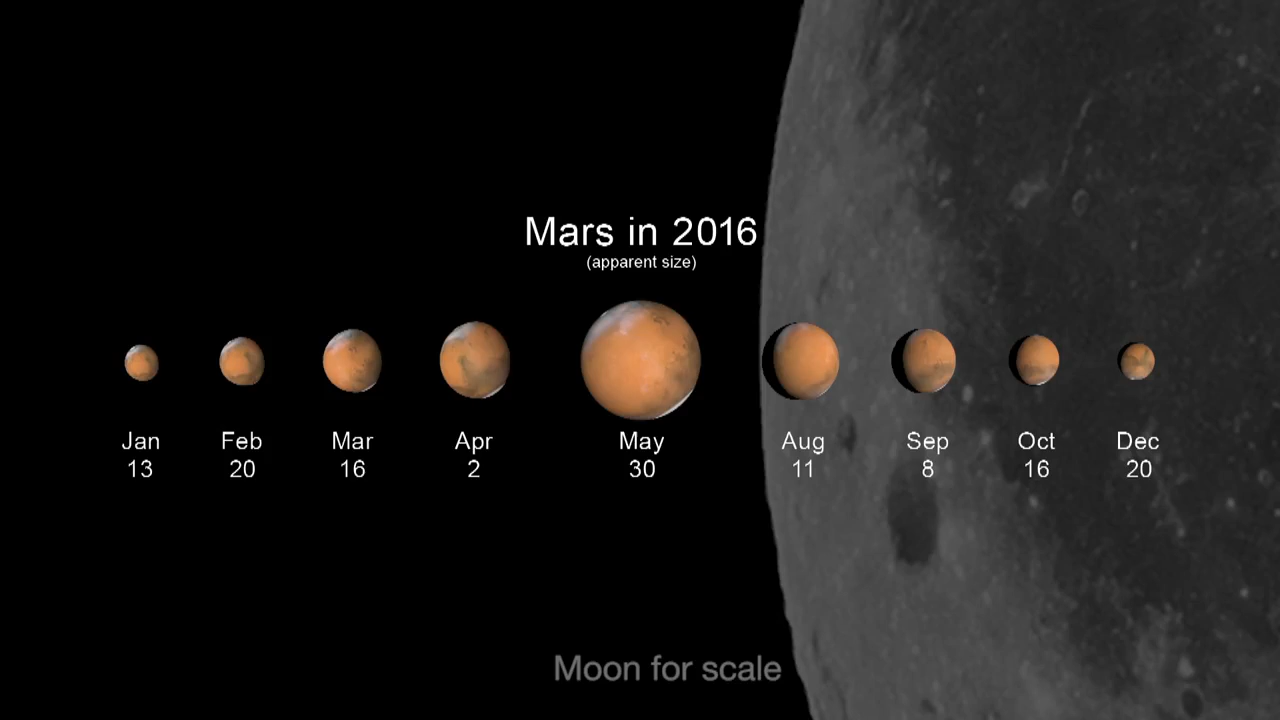 Mars in 2016
(apparent size)
Jan
13
Feb
20
Mar
16
Apr
2
May
30
Aug
11
Sep
8
Oct
16
Dec
20
Moon for scale